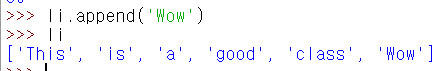 >>> li.append('Wow')
>>> li
['This', 'is', 'a', 'good', 'class', 'Wow']